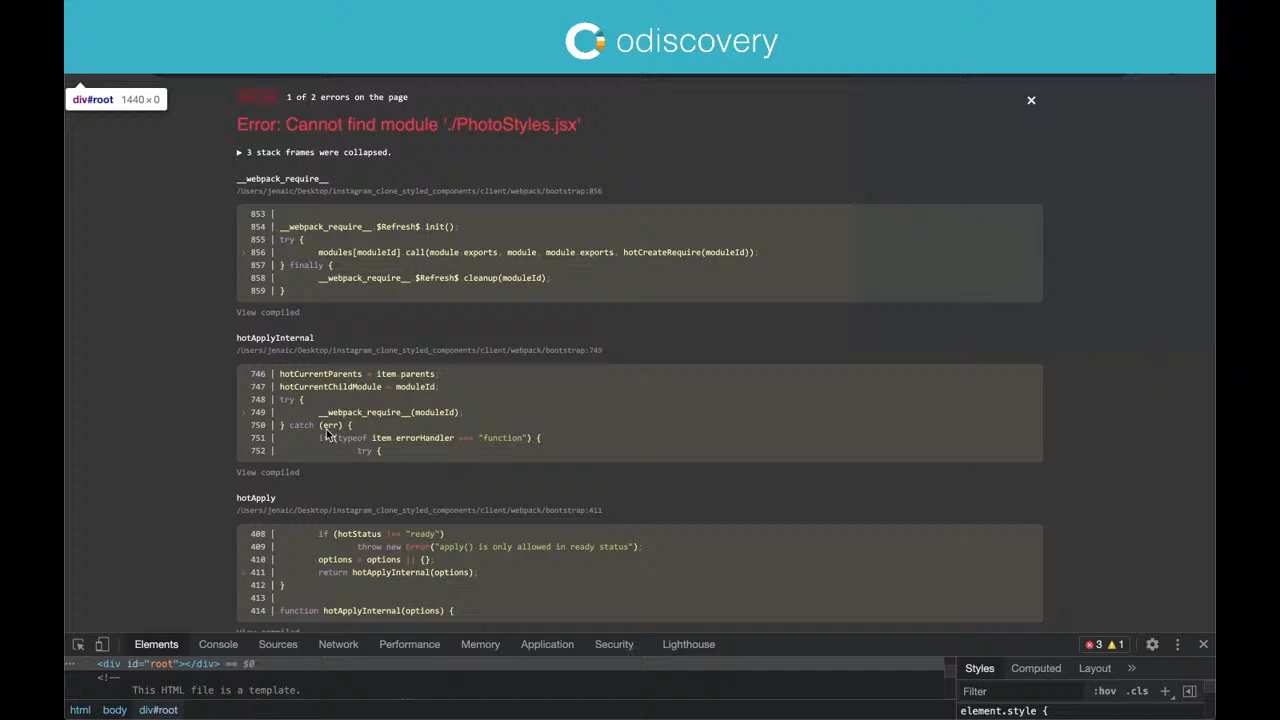 odiscovery
div#root 1440 × 0
1 of 2 errors on the page
Error: Cannot find module './PhotoStyles.jsx'
▶ 3 stack frames were collapsed.
__webpack_require__
/Users/jenaic/Desktop/instagram_clone_styled_components/client/webpack/bootstrap:856
853 |
854 | __webpack_require__.$Refresh$.init();
855 | try {
> 856 | modules[moduleId].call(module.exports, module, module.exports, hotCreateRequire(moduleId));
857 | } finally {
858 | __webpack_require__.$Refresh$.cleanup(moduleId);
859 | }
View compiled
hotApplyInternal
/Users/jenaic/Desktop/instagram_clone_styled_components/client/webpack/bootstrap:749
746 | hotCurrentParents = item.parents;
747 | hotCurrentChildModule = moduleId;
748 | try {
> 749 | __webpack_require__(moduleId);
750 | } catch (err) {
751 | if (typeof item.errorHandler === "function") {
752 | try {
View compiled
hotApply
/Users/jenaic/Desktop/instagram_clone_styled_components/client/webpack/bootstrap:411
408 | if (hotStatus !== "ready")
409 | throw new Error("apply() is only allowed in ready status");
410 | options = options || {};
> 411 | return hotApplyInternal(options);
412 | }
413 |
414 | function hotApplyInternal(options) {
Elements Console Sources Network Performance Memory Application Security Lighthouse 3 1
<div id="root"></div> == $0
Styles Computed Layout »
<!--
This HTML file is a template.
Filter :hov .cls +
html body div#root
element.style {